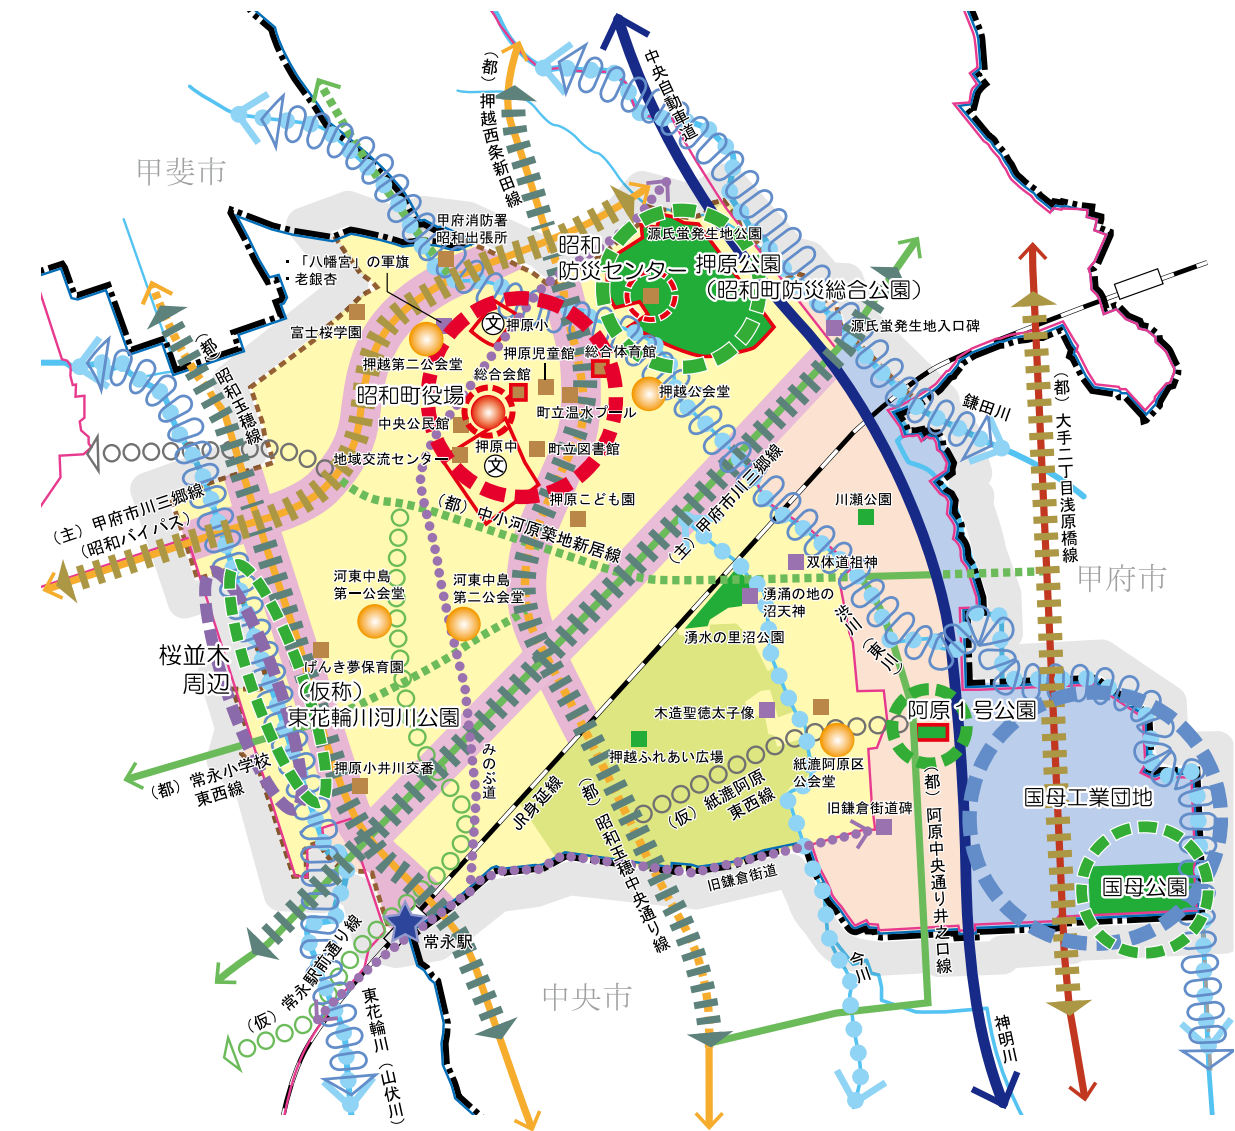 中央自動車道
（都）押越西条新田線
甲斐市
甲府消防署
昭和出張所
・「八幡宮」の軍旗
・老銀杏
昭和
防災センター
源氏蛍発生地公園
押原公園
（昭和町防災総合公園）
源氏蛍発生地入口碑
富士桜学園
文
押原小
押越第二公会堂
押原児童館
総合体育館
総合会館
昭和町役場
押越公会堂
町立温水プール
中央公民館
押原中
文
町立図書館
地域交流センター
（都）昭和玉穂線
鎌田川
（都）大手二丁目浅原橋線
（主）甲府市川三郷線
（昭和バイパス）
押原こども園
（都）中小河原築地新居線
（主）甲府市川三郷線
川瀬公園
双体道祖神
甲府市
河東中島
第一公会堂
河東中島
第二公会堂
湧涌の地の
沼天神
湧水の里沼公園
渋川（東川）
桜並木
周辺
げんき夢保育園
（仮称）
東花輪川河川公園
木造聖徳太子像
阿原１号公園
押越ふれあい広場
紙漉阿原区
公会堂
（都）常永小学校
東西線
押原小井川交番
みのぶ道
JR身延線
（都）昭和玉穂中央通り線
（仮）紙漉阿原
東西線
旧鎌倉街道碑
国母工業団地
（都）阿原中央通り井之口線
旧鎌倉街道
国母公園
常永駅
（仮）常永駅前通り線
東花輪川（山伏川）
中央市
今川
神明川